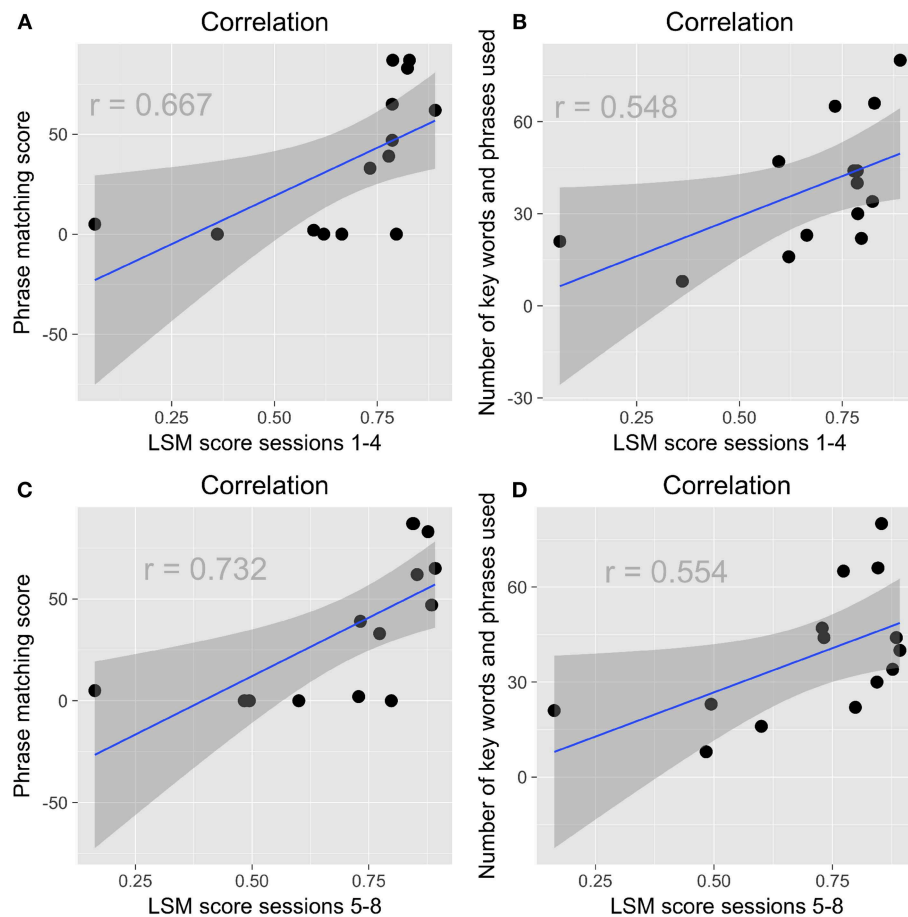 A
Correlation
Phrase matching score
r = 0.667
50
0
-50
0.25 0.50 0.75
LSM score sessions 1-4
B
Correlation
Number of key words and phrases used
r = 0.548
60
30
0
-30
0.25 0.50 0.75
LSM score sessions 1-4
C
Correlation
Phrase matching score
r = 0.732
50
0
-50
0.25 0.50 0.75
LSM score sessions 5-8
D
Correlation
Number of key words and phrases used
r = 0.554
60
30
0
0.25 0.50 0.75
LSM score sessions 5-8